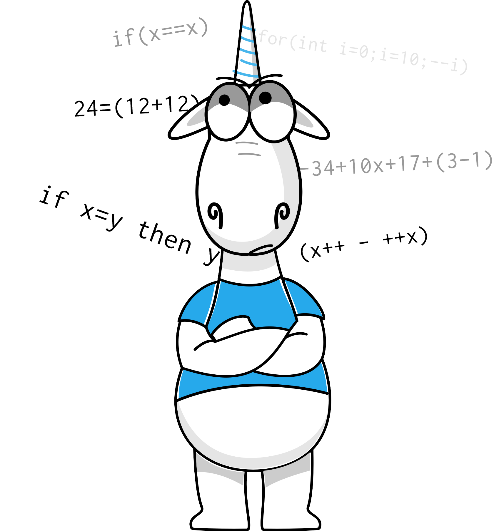 if(x==x)
for(int i=0;i=10;--i)
24=(12+12)
-34+10x+17+(3-1)
if x=y then y
(x++ - ++x)